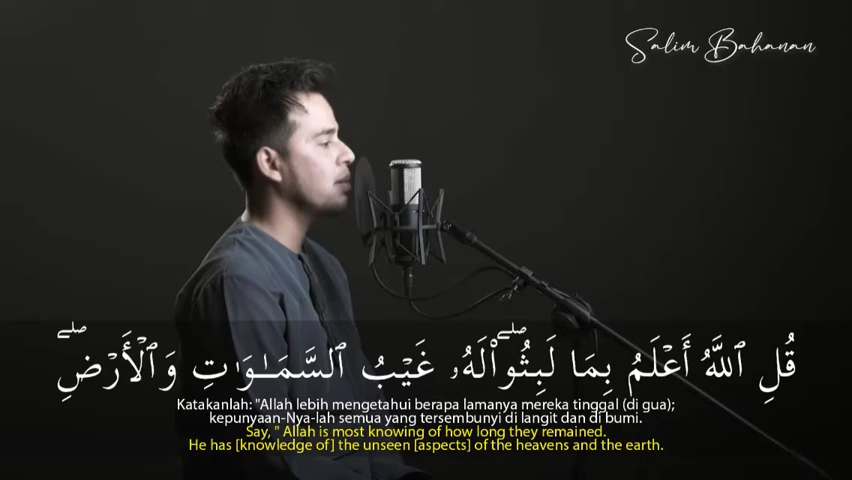 Salim Bahanan
قُلِ ٱللَّهُ أَعْلَمُ بِمَا لَبِثُوا۟ ۖ لَهُۥ غَيْبُ ٱلسَّمَـٰوَٰتِ وَٱلْأَرْضِ ۖ
Katakanlah: "Allah lebih mengetahui berapa lamanya mereka tinggal (di gua);
kepunyaan-Nya-lah semua yang tersembunyi di langit dan di bumi.
Say, " Allah is most knowing of how long they remained.
He has [knowledge of] the unseen [aspects] of the heavens and the earth.